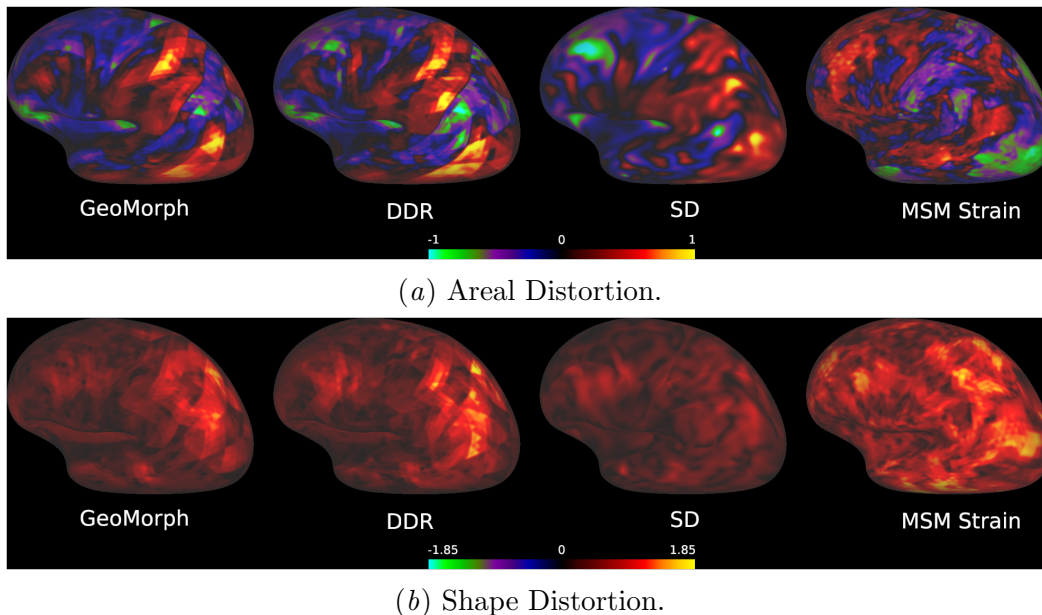 GeoMorph DDR SD MSM Strain
-1 0 1
(a) Areal Distortion.
GeoMorph DDR SD MSM Strain
-1.85 0 1.85
(b) Shape Distortion.